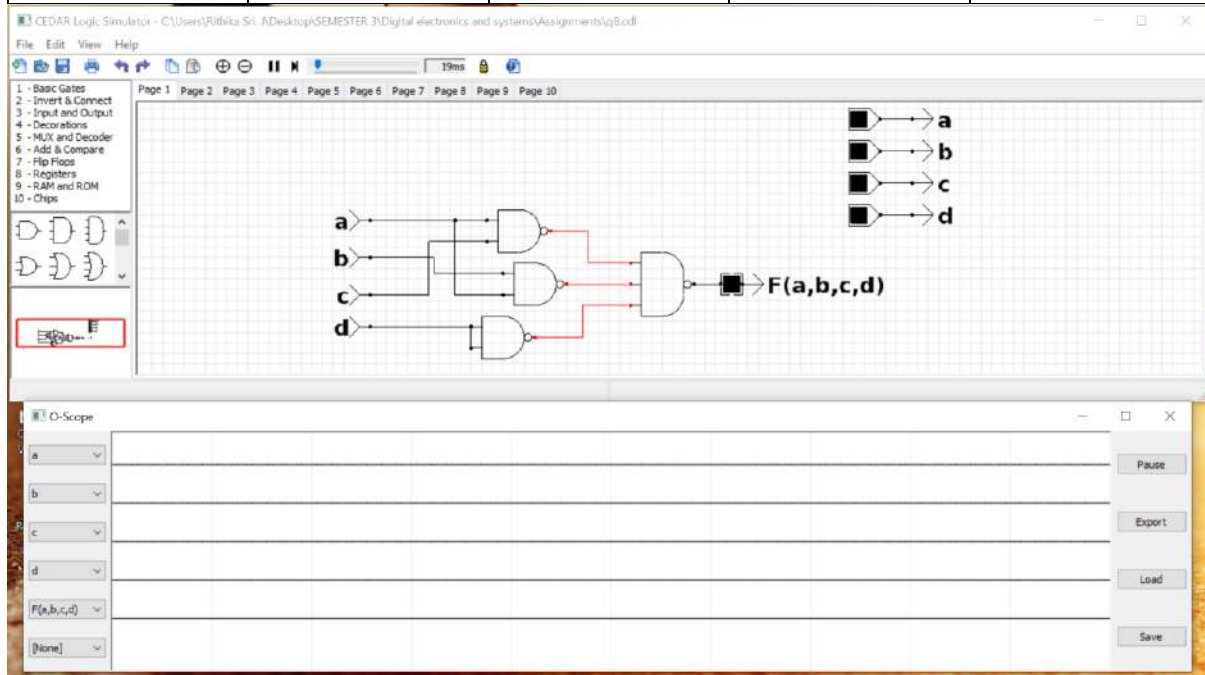 CEDAR Logic Simulator - C:\Users\Rithika Sri. J\Desktop\SEMESTER 3\Digital electronics and systems\Assignments\q8.cdl
File Edit View Help
19ms
1 - Basic Gates
2 - Invert & Connect
3 - Input and Output
4 - Decorations
5 - MUX and Decoder
6 - Add & Compare
7 - Flip Flops
8 - Registers
9 - RAM and ROM
10 - Chips
Page 1 Page 2 Page 3 Page 4 Page 5 Page 6 Page 7 Page 8 Page 9 Page 10
a
b
c
d
a
b
c
d
F(a,b,c,d)
O-Scope
a
b
c
d
F(a,b,c,d)
[None]
Pause
Export
Load
Save